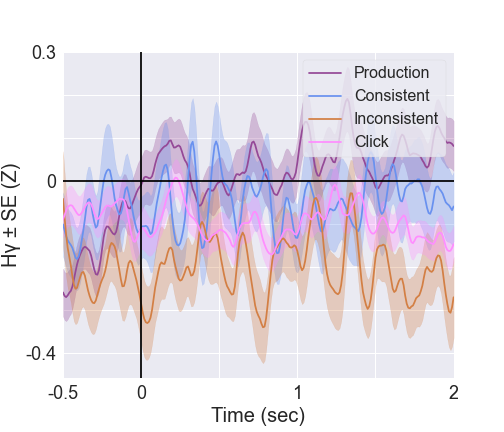 0.3
Production
Consistent
Inconsistent
Click
0
Hγ ± SE (Z)
-0.4
-0.5 0 1 2
Time (sec)